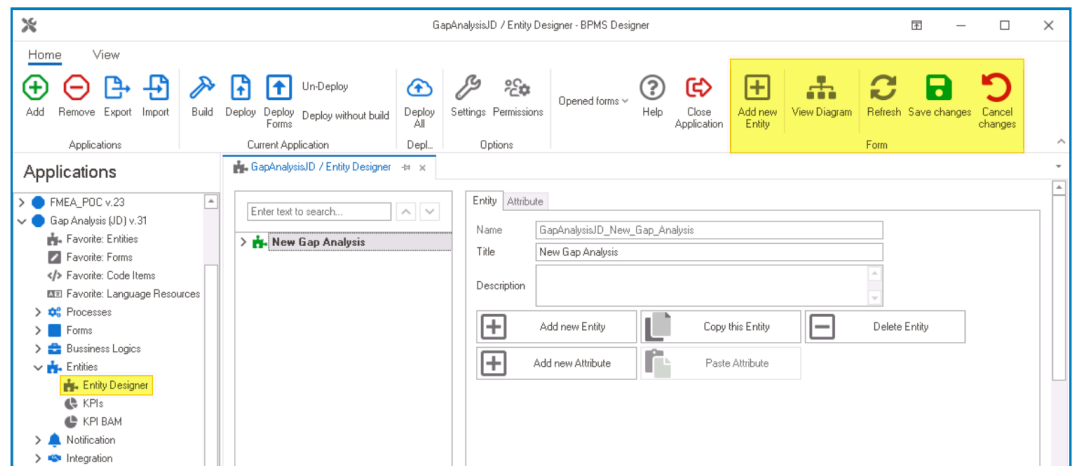 GapAnalysisJD / Entity Designer - BPMS Designer
Home View
Add Remove Export Import Build Deploy Deploy Forms Un-Deploy Deploy without build Deploy All Settings Permissions Opened forms Help Close Application Add new Entity View Diagram Refresh Save changes Cancel changes
Applications Current Application Depl... Options Form
Applications
GapAnalysisJD / Entity Designer
FMEA_POC v.23
Gap Analysis (JD) v.31
Favorite: Entities
Favorite: Forms
Favorite: Code Items
Favorite: Language Resources
Processes
Forms
Bussiness Logics
Entities
Entity Designer
KPIs
KPI BAM
Notification
Integration
Enter text to search...
New Gap Analysis
Entity Attribute
Name GapAnalysisJD_New_Gap_Analysis
Title New Gap Analysis
Description
Add new Entity Copy this Entity Delete Entity
Add new Attribute Paste Attribute